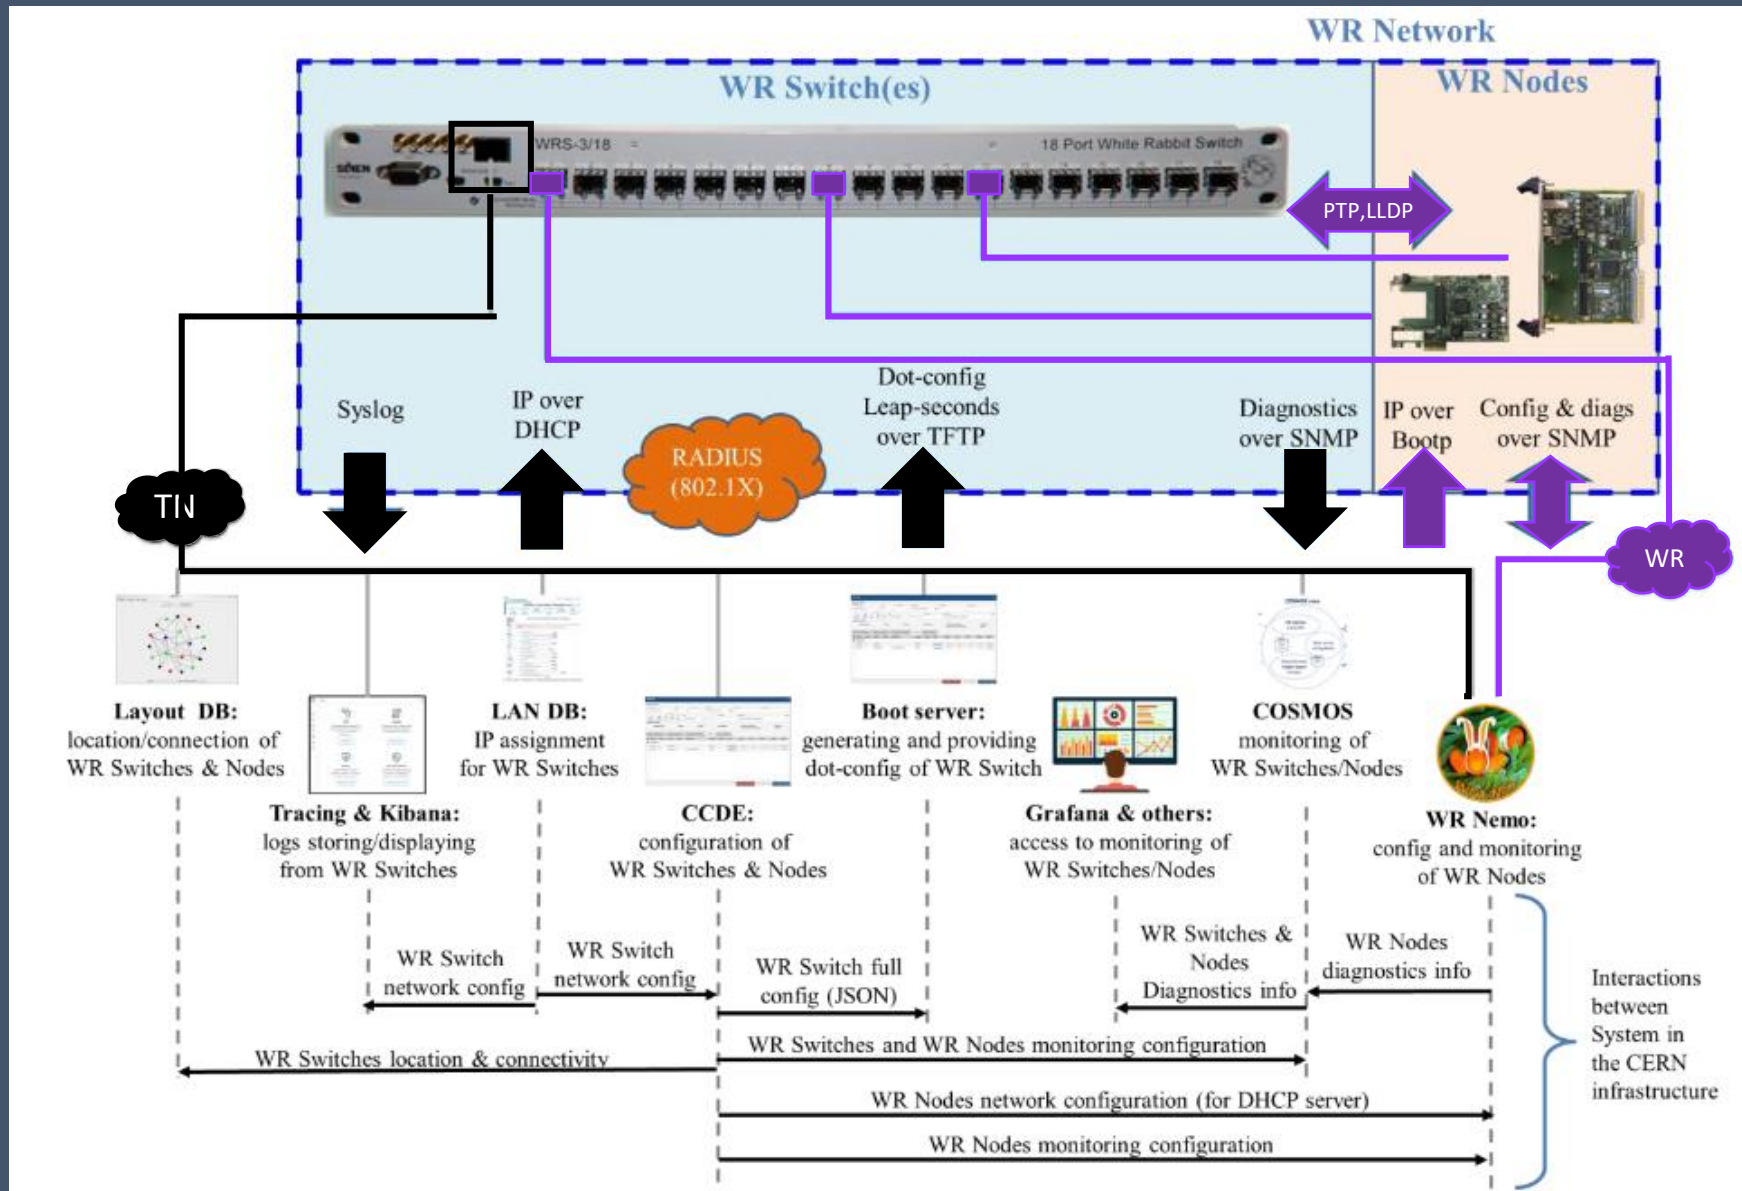 WR Network
WR Switch(es)
WR Nodes
WRS-3/18
18 Port White Rabbit Switch
PTP,LLDP
Syslog
IP over
DHCP
RADIUS
(802.1X)
Dot-config
Leap-seconds
over TFTP
Diagnostics
over SNMP
IP over
Bootp
Config & diags
over SNMP
TN
WR
Layout DB:
location/connection of
WR Switches & Nodes
Tracing & Kibana:
logs storing/displaying
from WR Switches
LAN DB:
IP assignment
for WR Switches
CCDE:
configuration of
WR Switches & Nodes
Boot server:
generating and providing
dot-config of WR Switch
Grafana & others:
access to monitoring of
WR Switches/Nodes
COSMOS
monitoring of
WR Switches/Nodes
WR Nemo:
config and monitoring
of WR Nodes
WR Switch
network config
WR Switch
network config
WR Switch full
config (JSON)
WR Switches &
Nodes
Diagnostics info
WR Nodes
diagnostics info
WR Switches location & connectivity
WR Switches and WR Nodes monitoring configuration
WR Nodes network configuration (for DHCP server)
WR Nodes monitoring configuration
Interactions
between
System in
the CERN
infrastructure